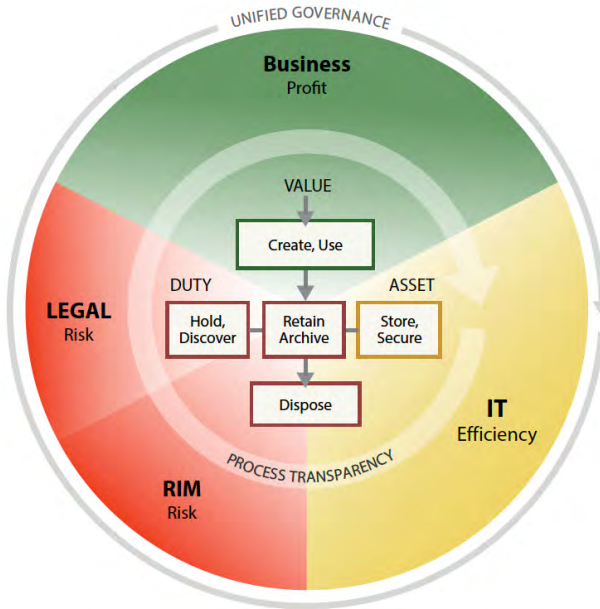 UNIFIED GOVERNANCE
Business
Profit
VALUE
Create, Use
DUTY
ASSET
LEGAL
Risk
Hold,
Discover
Retain
Archive
Store,
Secure
Dispose
IT
Efficiency
PROCESS TRANSPARENCY
RIM
Risk